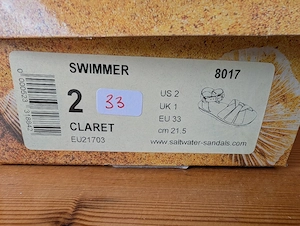 SWIMMER
8017
2
33
US 2
UK 1
EU 33
cm 21.5
CLARET
EU21703
www.saltwater-sandals.com